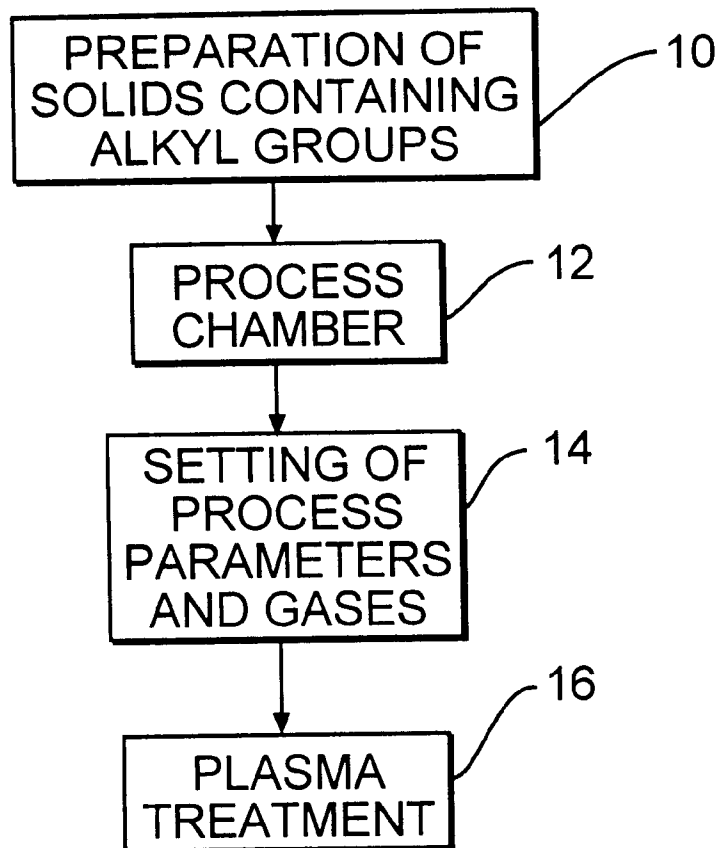 PREPARATION OF
SOLIDS CONTAINING
ALKYL GROUPS
10
PROCESS
CHAMBER
12
SETTING OF
PROCESS
PARAMETERS
AND GASES
14
PLASMA
TREATMENT
16